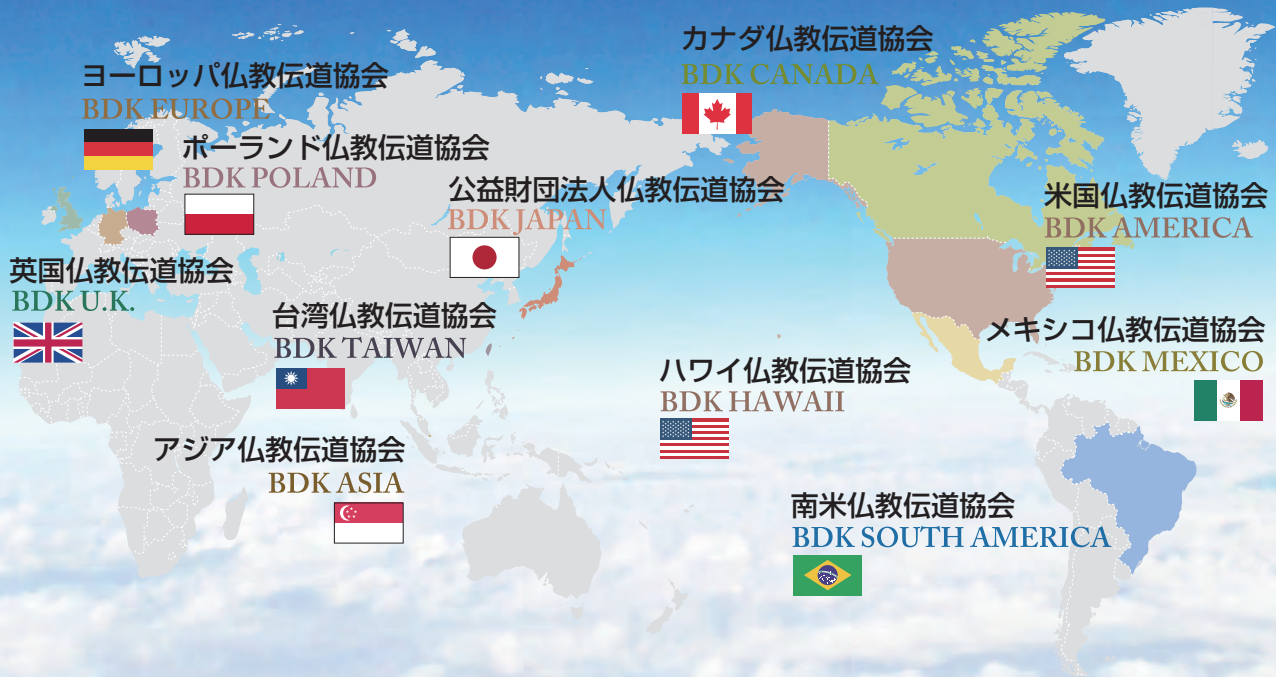 カナダ仏教伝道協会
BDK CANADA
ヨーロッパ仏教伝道協会
BDK EUROPE
ポーランド仏教伝道協会
BDK POLAND
公益財団法人仏教伝道協会
BDK JAPAN
米国仏教伝道協会
BDK AMERICA
英国仏教伝道協会
BDK U.K.
台湾仏教伝道協会
BDK TAIWAN
メキシコ仏教伝道協会
BDK MEXICO
ハワイ仏教伝道協会
BDK HAWAII
アジア仏教伝道協会
BDK ASIA
南米仏教伝道協会
BDK SOUTH AMERICA